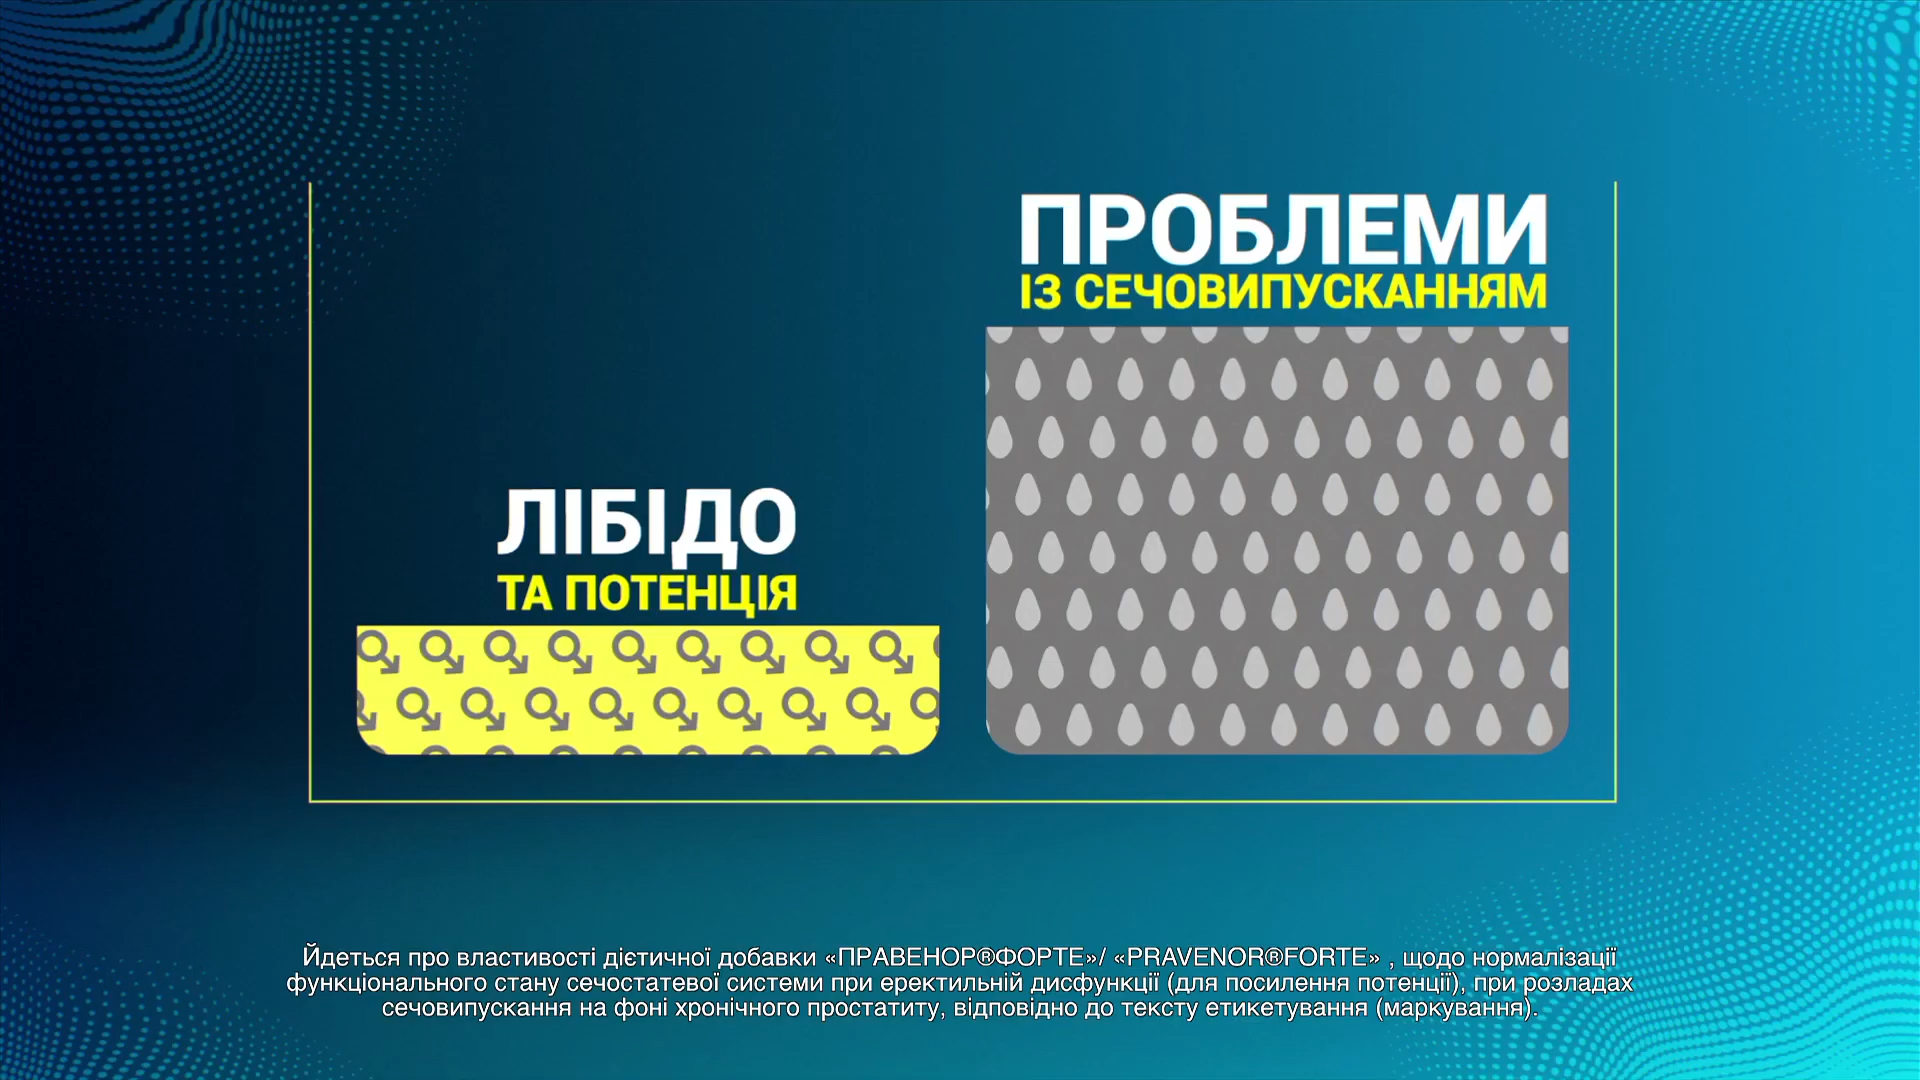 ПРОБЛЕМИ
ІЗ СЕЧОВИПУСКАННЯМ
ЛІБІДО
ТА ПОТЕНЦІЯ
Йдеться про властивості дієтичної добавки «ПРАВЕНОР®ФОРТЕ»/ «PRAVENOR®FORTE» , щодо нормалізації
функціонального стану сечостатевої системи при еректильній дисфункції (для посилення потенції), при розладах
сечовипускання на фоні хронічного простатиту, відповідно до тексту етикетування (маркування).